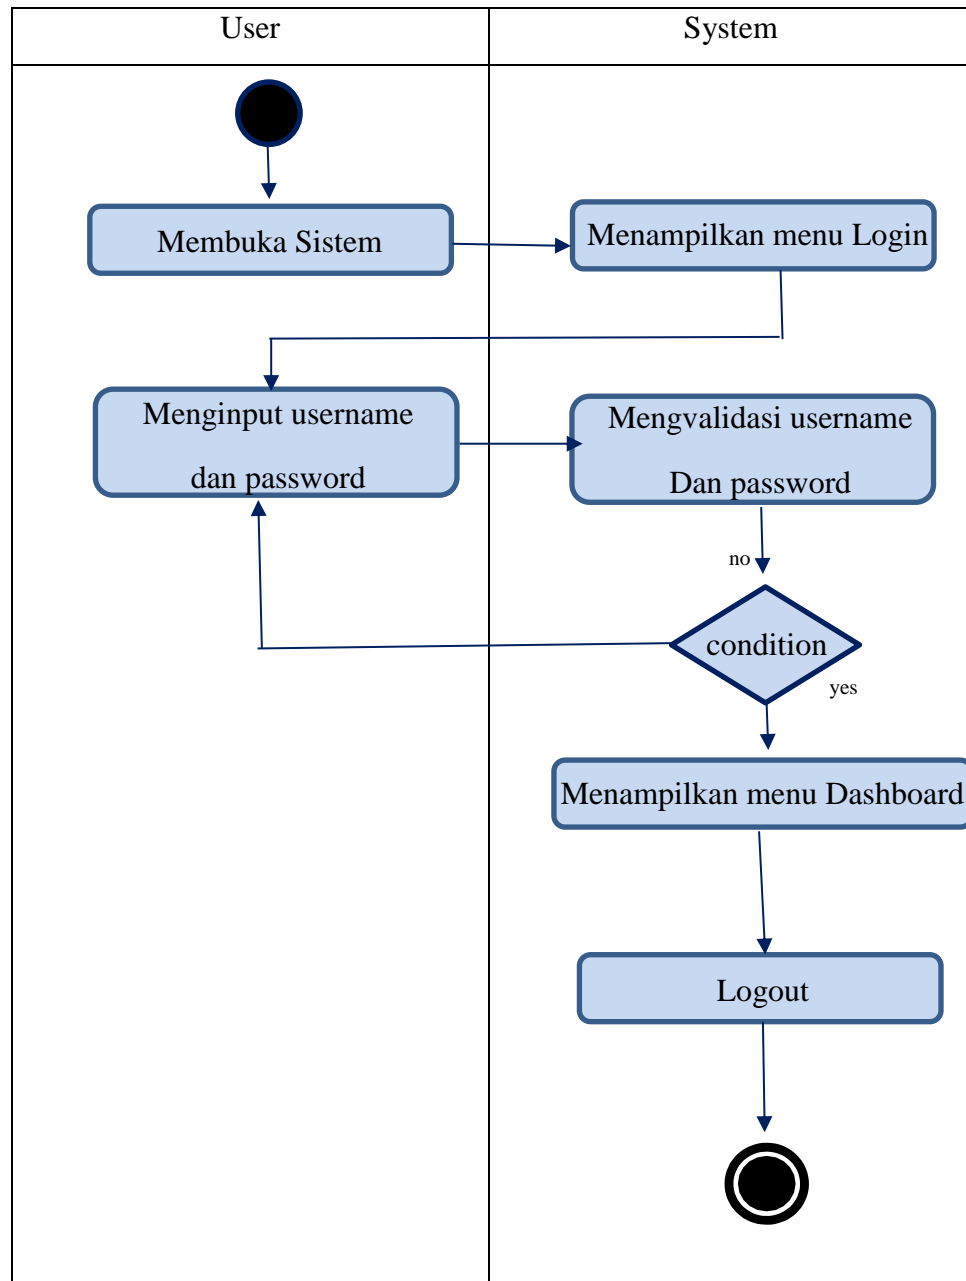 User
System
Membuka Sistem
Menampilkan menu Login
Menginput username
dan password
Mengvalidasi username
Dan password
no
condition
yes
Menampilkan menu Dashboard
Logout